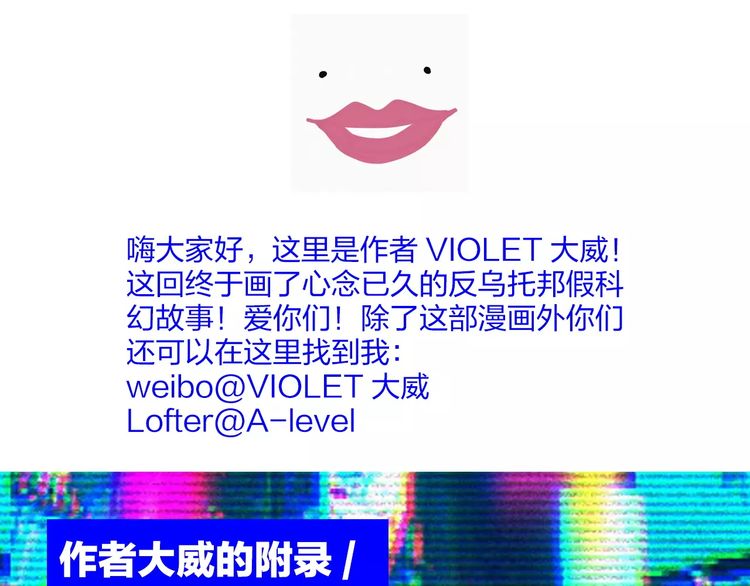 嗨大家好，这里是作者 VIOLET 大威！
这回终于画了心念已久的反乌托邦假科
幻故事！爱你们！除了这部漫画外你们
还可以在这里找到我：
weibo@VIOLET 大威
Lofter@A-level
作者大威的附录 /